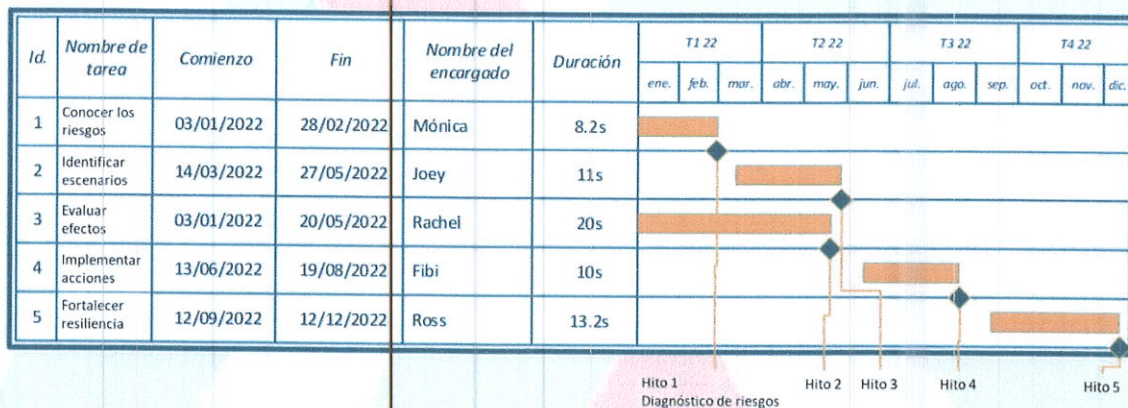 Id.
Nombre de
tarea
Comienzo
Fin
Nombre del
encargado
Duración
T1 22
T2 22
T3 22
T4 22
ene.
feb.
mar.
abr.
may.
jun.
jul.
ago.
sep.
oct.
nov.
dic.
1
Conocer los
riesgos
03/01/2022
28/02/2022
Mónica
8.2s
2
Identificar
escenarios
14/03/2022
27/05/2022
Joey
11s
3
Evaluar
efectos
03/01/2022
20/05/2022
Rachel
20s
4
Implementar
acciones
13/06/2022
19/08/2022
Fibi
10s
5
Fortalecer
resiliencia
12/09/2022
12/12/2022
Ross
13.2s
Hito 1
Diagnóstico de riesgos
Hito 2
Hito 3
Hito 4
Hito 5